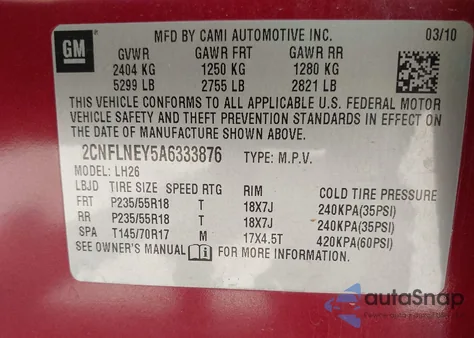 GM
MFD BY CAMI AUTOMOTIVE INC. 03/10
GVWR GAWR FRT GAWR RR
2404 KG 1250 KG 1280 KG
5299 LB 2755 LB 2821 LB
THIS VEHICLE CONFORMS TO ALL APPLICABLE U.S. FEDERAL MOTOR
VEHICLE SAFETY AND THEFT PREVENTION STANDARDS IN EFFECT ON
THE DATE OF MANUFACTURE SHOWN ABOVE.
2CNFLNEY5A6333876 TYPE: M.P.V.
MODEL: LH26
LBJD TIRE SIZE SPEED RTG RIM COLD TIRE PRESSURE
FRT P235/55R18 T 18X7J 240KPA(35PSI)
RR P235/55R18 T 18X7J 240KPA(35PSI)
SPA T145/70R17 M 17X4.5T 420KPA(60PSI)
SEE OWNER'S MANUAL FOR MORE INFORMATION.
autoSnap